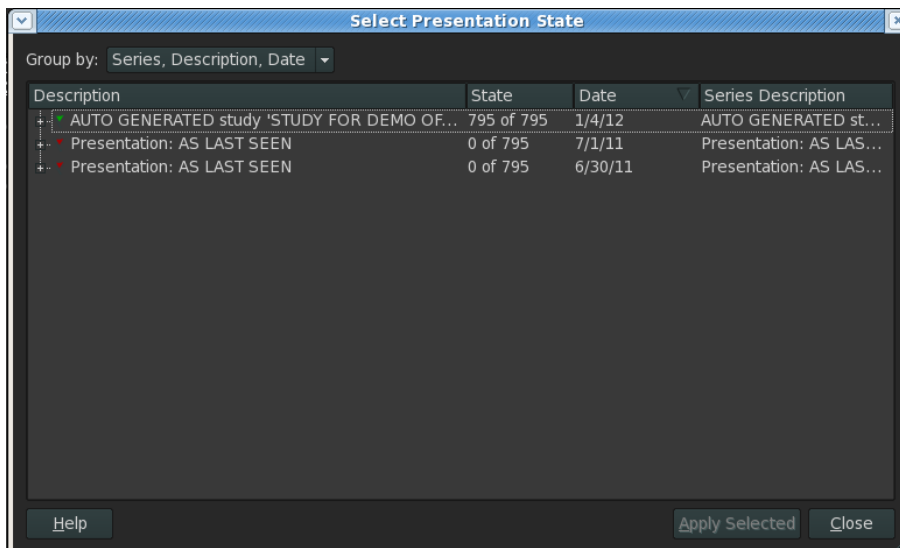 Select Presentation State
Group by: Series, Description, Date
Description State Date Series Description
AUTO GENERATED study 'STUDY FOR DEMO OF... 795 of 795 1/4/12 AUTO GENERATED st...
Presentation: AS LAST SEEN 0 of 795 7/1/11 Presentation: AS LAS...
Presentation: AS LAST SEEN 0 of 795 6/30/11 Presentation: AS LAS...
Help Apply Selected Close